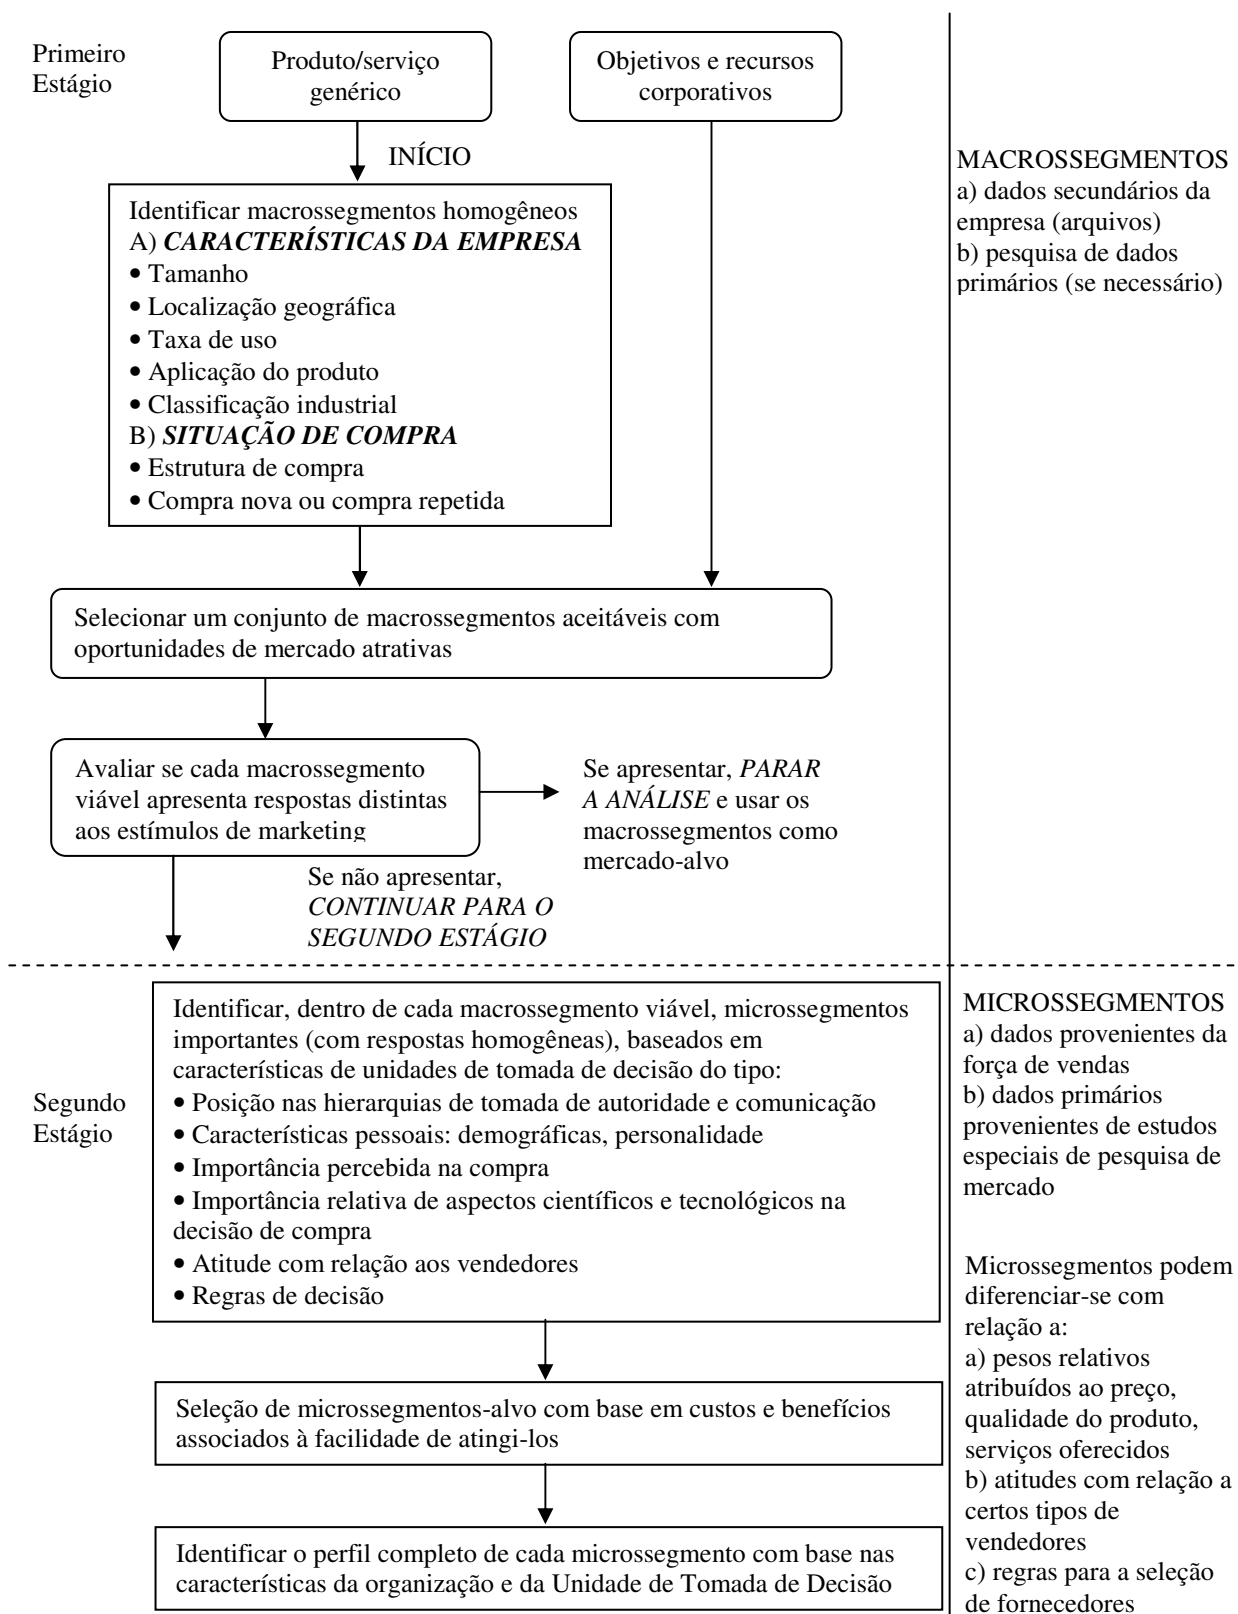 Primeiro
Estágio
Produto/serviço
genérico
Objetivos e recursos
corporativos
INÍCIO
MACROSSEGMENTOS
a) dados secundários da
empresa (arquivos)
b) pesquisa de dados
primários (se necessário)
Identificar macrossegmentos homogêneos
A) CARACTERÍSTICAS DA EMPRESA
• Tamanho
• Localização geográfica
• Taxa de uso
• Aplicação do produto
• Classificação industrial
B) SITUAÇÃO DE COMPRA
• Estrutura de compra
• Compra nova ou compra repetida
Selecionar um conjunto de macrossegmentos aceitáveis com
oportunidades de mercado atrativas
Avaliar se cada macrossegmento
viável apresenta respostas distintas
aos estímulos de marketing
Se apresentar, PARAR
A ANÁLISE e usar os
macrossegmentos como
mercado-alvo
Se não apresentar,
CONTINUAR PARA O
SEGUNDO ESTÁGIO
Segundo
Estágio
Identificar, dentro de cada macrossegmento viável, microssegmentos
importantes (com respostas homogêneas), baseados em
características de unidades de tomada de decisão do tipo:
• Posição nas hierarquias de tomada de autoridade e comunicação
• Características pessoais: demográficas, personalidade
• Importância percebida na compra
• Importância relativa de aspectos científicos e tecnológicos na
decisão de compra
• Atitude com relação aos vendedores
• Regras de decisão
MICROSSEGMENTOS
a) dados provenientes da
força de vendas
b) dados primários
provenientes de estudos
especiais de pesquisa de
mercado
Seleção de microssegmentos-alvo com base em custos e benefícios
associados à facilidade de atingi-los
Identificar o perfil completo de cada microssegmento com base nas
características da organização e da Unidade de Tomada de Decisão
Microssegmentos podem
diferenciar-se com
relação a:
a) pesos relativos
atribuídos ao preço,
qualidade do produto,
serviços oferecidos
b) atitudes com relação a
certos tipos de
vendedores
c) regras para a seleção
de fornecedores